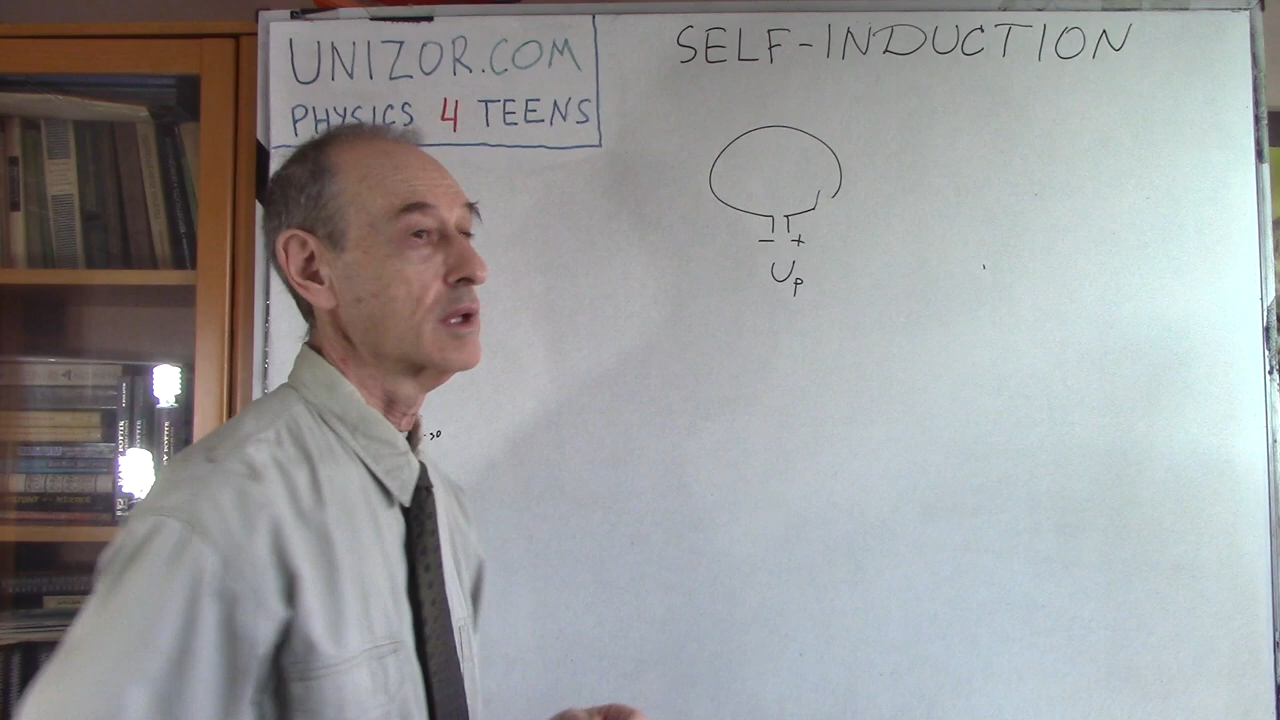 UNIZOR.COM
PHYSICS 4 TEENS
SELF-INDUCTION
- +
Up